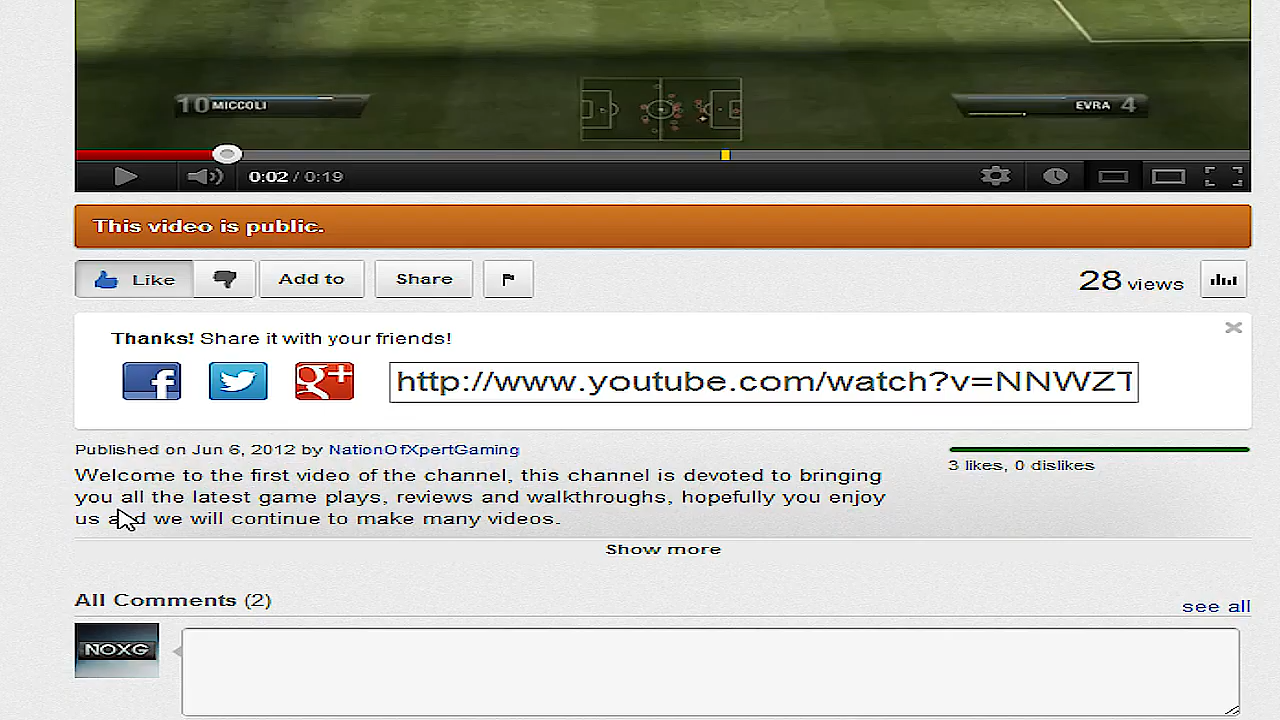 10 MICCOLI
EVRA 4
0:02 / 0:19
This video is public.
Like
Add to
Share
28 views
Thanks! Share it with your friends!
f
g+
http://www.youtube.com/watch?v=NNWZT
Published on Jun 6, 2012 by NationOfXpertGaming
3 likes, 0 dislikes
Welcome to the first video of the channel, this channel is devoted to bringing
you all the latest game plays, reviews and walkthroughs, hopefully you enjoy
us and we will continue to make many videos.
Show more
All Comments (2)
see all
NOXG